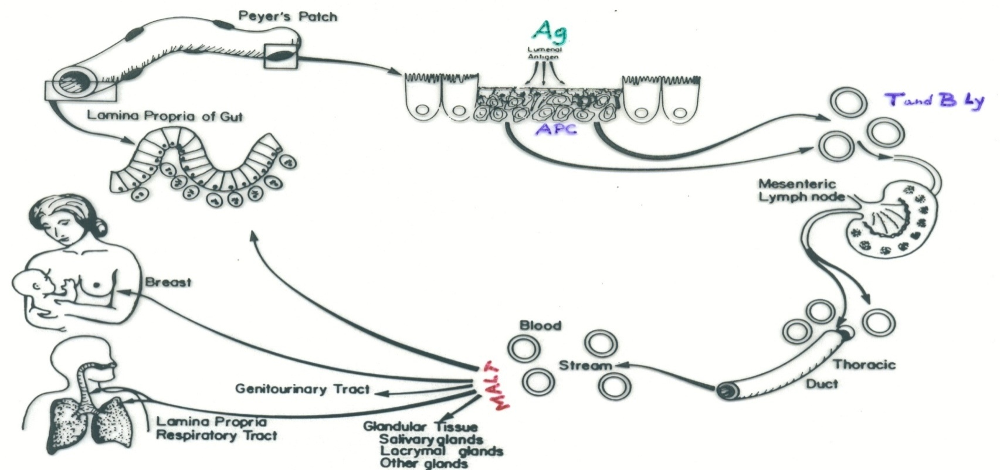 Peyer's Patch
Ag
Lumenal
Antigen
T and B Ly
Lamina Propria of Gut
APC
Mesenteric
Lymph node
Breast
Blood
Stream
Thoracic
Duct
MALT
Genitourinary Tract
Lamina Propria
Respiratory Tract
Glandular Tissue
Salivary glands
Lacrymal glands
Other glands